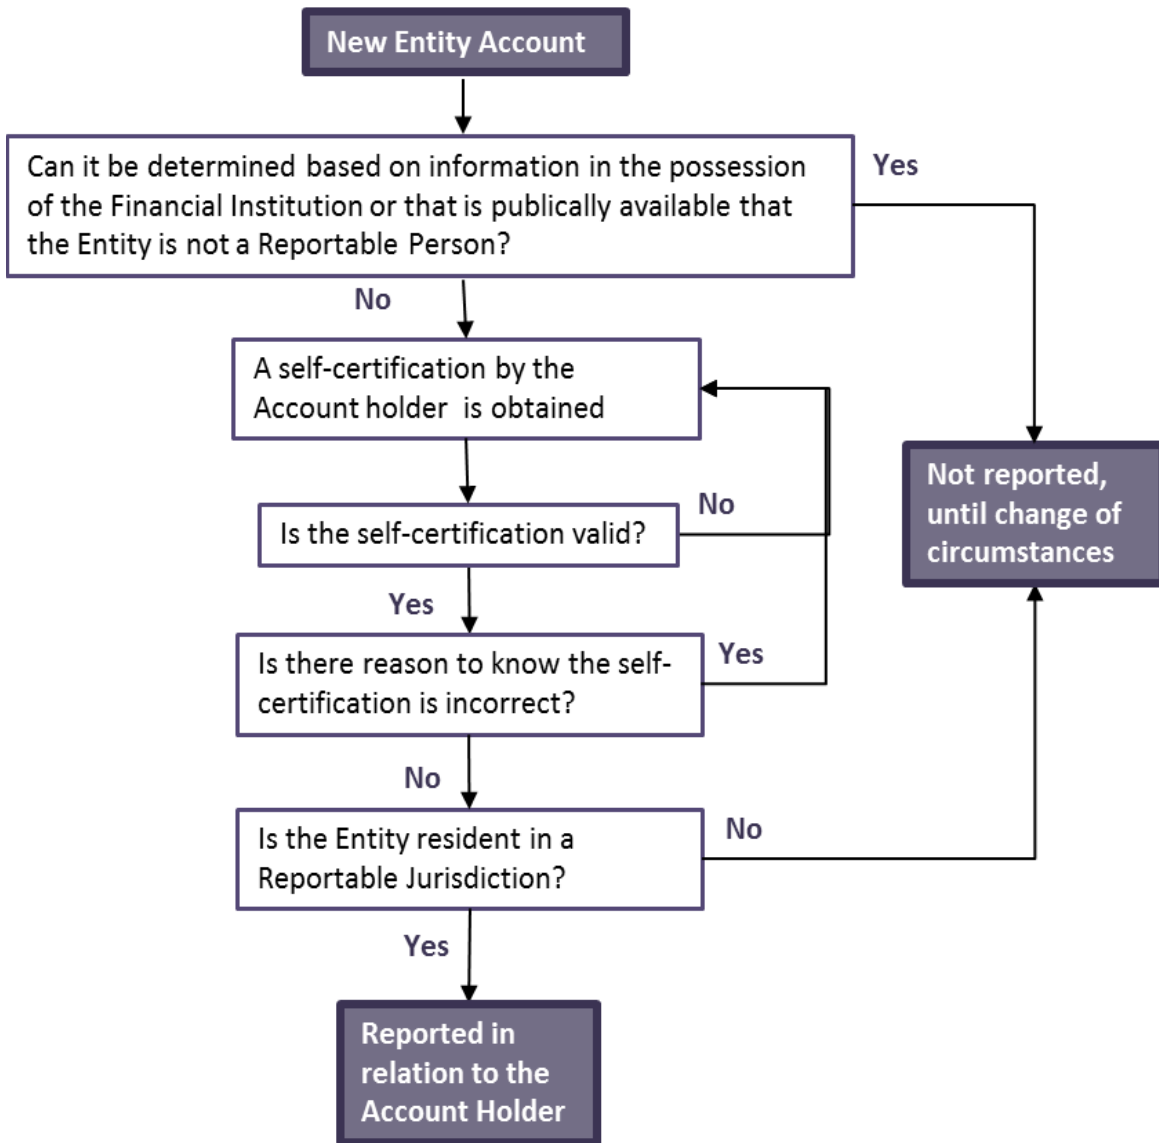 New Entity Account
Can it be determined based on information in the possession
of the Financial Institution or that is publically available that
the Entity is not a Reportable Person?
Yes
No
A self-certification by the
Account holder is obtained
Is the self-certification valid?
No
Not reported,
until change of
circumstances
Yes
Is there reason to know the self-
certification is incorrect?
Yes
No
Is the Entity resident in a
Reportable Jurisdiction?
No
Yes
Reported in
relation to the
Account Holder